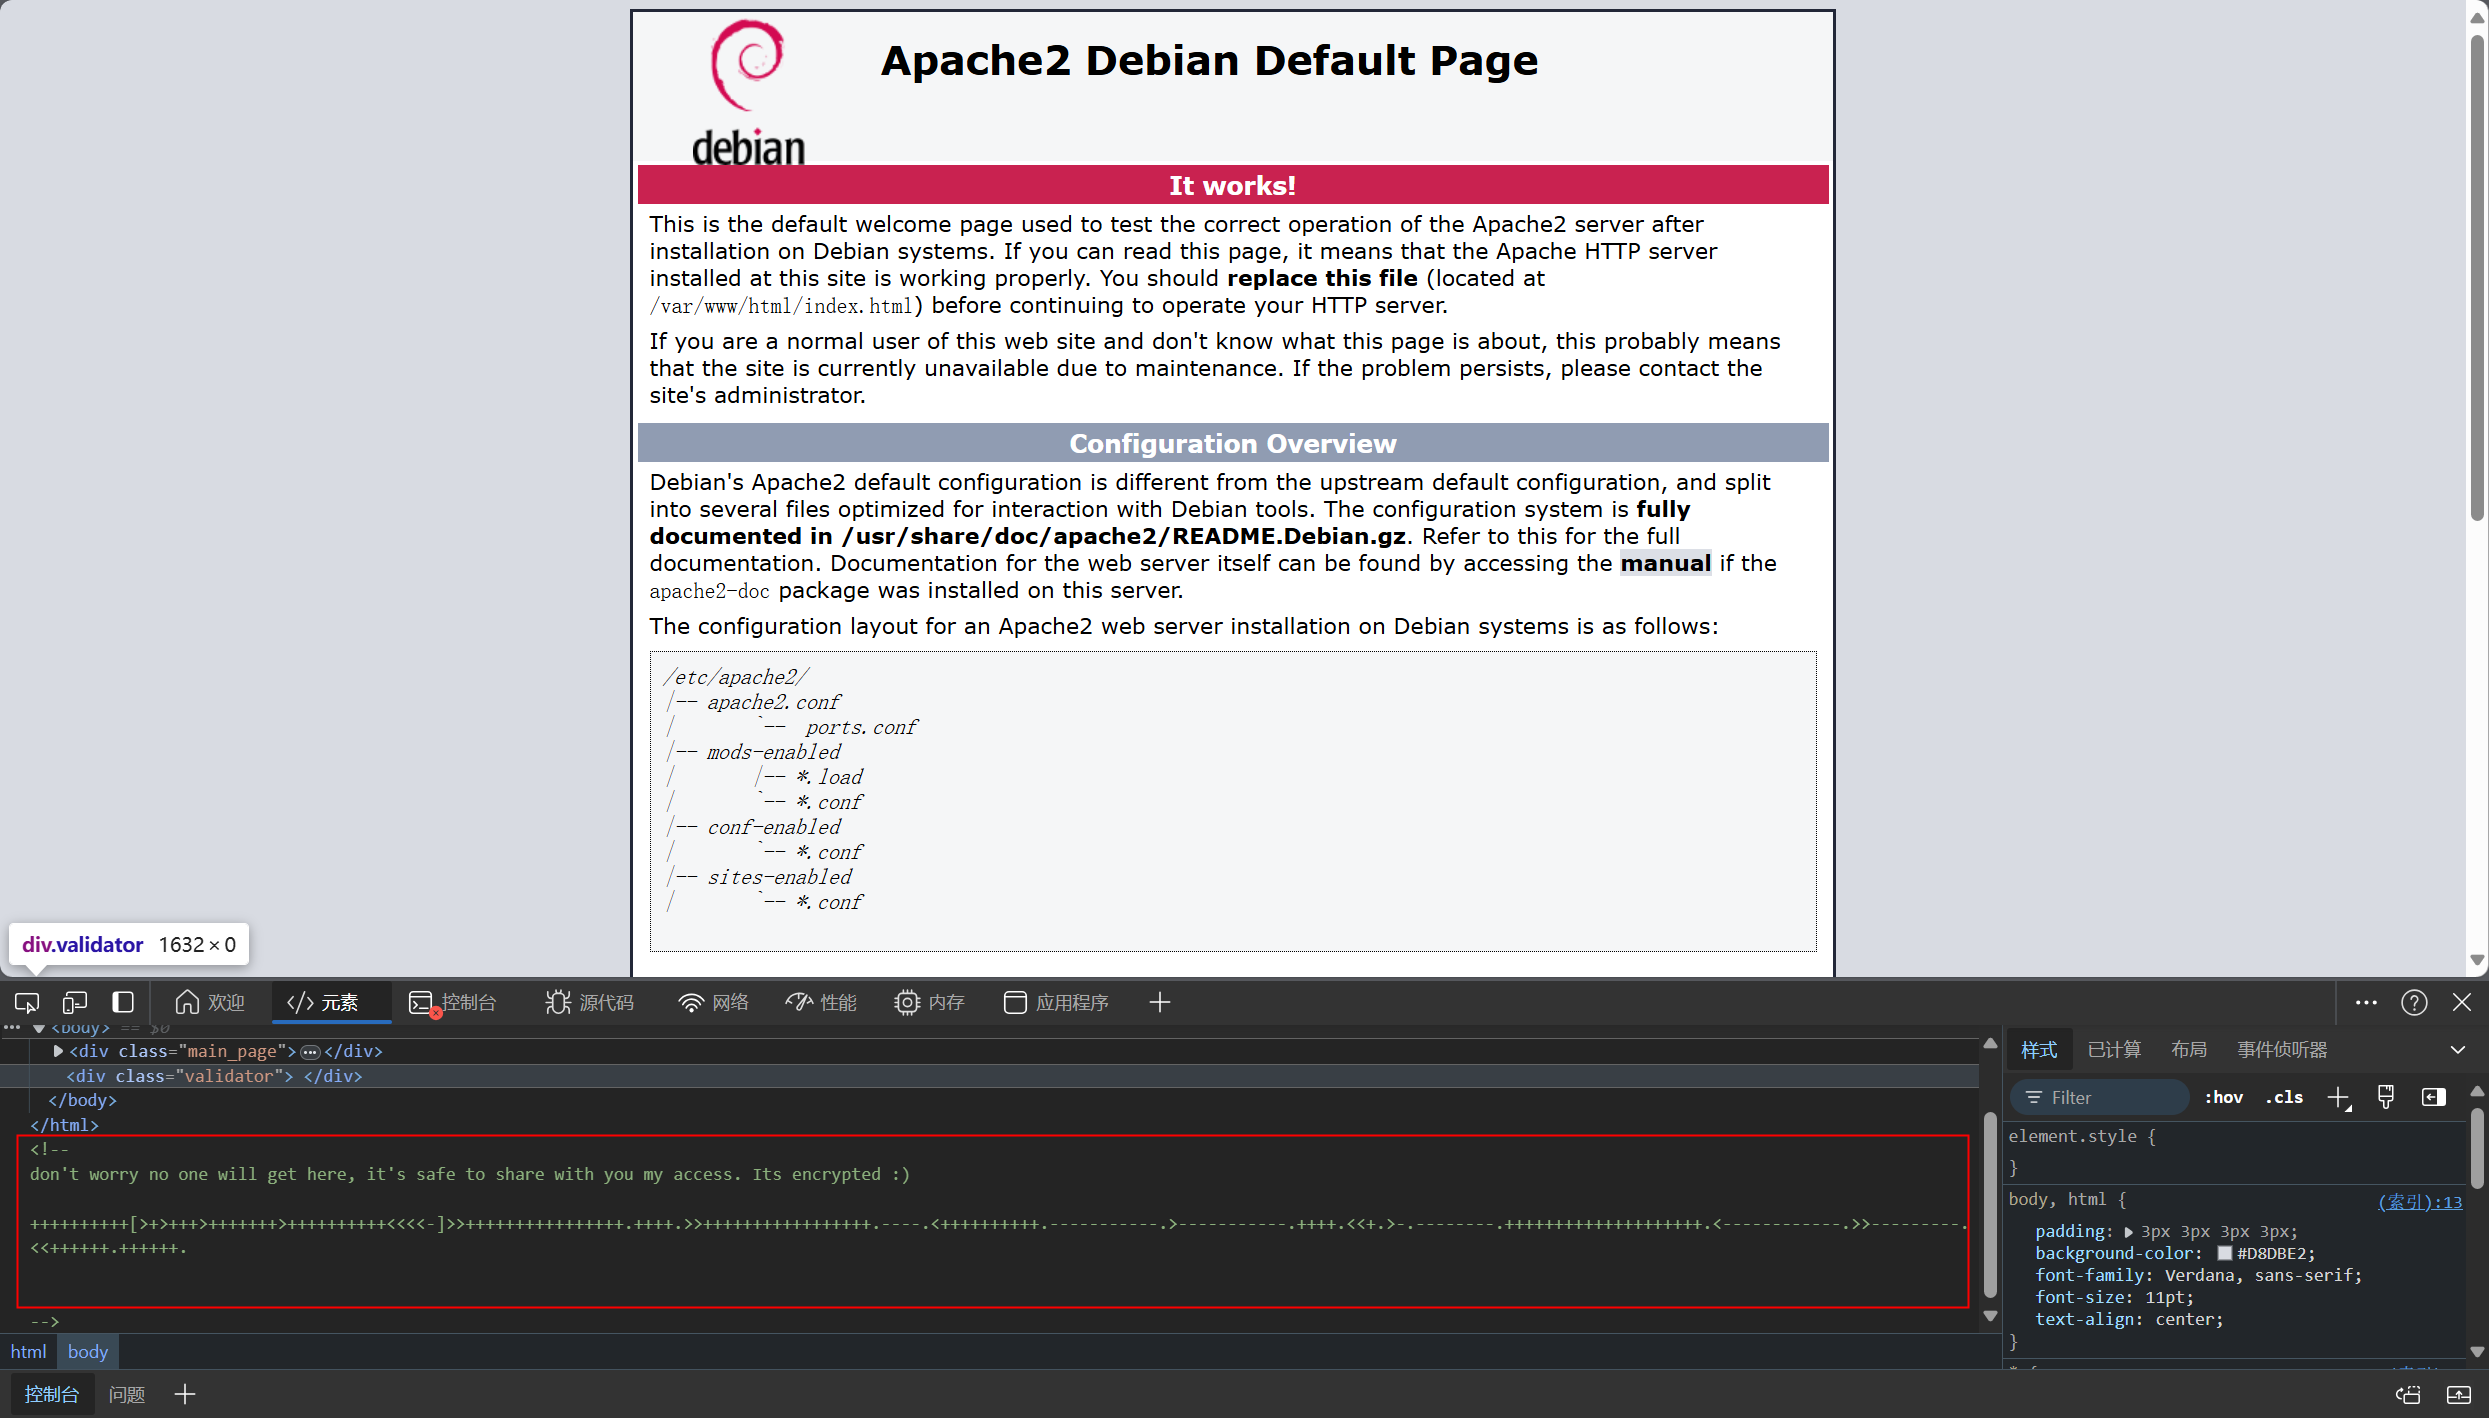 debian
Apache2 Debian Default Page
It works!
This is the default welcome page used to test the correct operation of the Apache2 server after
installation on Debian systems. If you can read this page, it means that the Apache HTTP server
installed at this site is working properly. You should replace this file (located at
/var/www/html/index.html) before continuing to operate your HTTP server.
If you are a normal user of this web site and don't know what this page is about, this probably means
that the site is currently unavailable due to maintenance. If the problem persists, please contact the
site's administrator.
Configuration Overview
Debian's Apache2 default configuration is different from the upstream default configuration, and split
into several files optimized for interaction with Debian tools. The configuration system is fully
documented in /usr/share/doc/apache2/README.Debian.gz. Refer to this for the full
documentation. Documentation for the web server itself can be found by accessing the manual if the
apache2-doc package was installed on this server.
The configuration layout for an Apache2 web server installation on Debian systems is as follows:
/etc/apache2/
|-- apache2.conf
|       `--  ports.conf
|-- mods-enabled
|       |-- *.load
|       `-- *.conf
|-- conf-enabled
|       `-- *.conf
|-- sites-enabled
|       `-- *.conf
div.validator 1632 × 0
欢迎 </> 元素 控制台 源代码 网络 性能 内存 应用程序
<body> == $0
<div class="main_page">…</div>
<div class="validator"> </div>
</body>
</html>
<!--
don't worry no one will get here, it's safe to share with you my access. Its encrypted :)
++++++++++[>+>+++>+++++++>++++++++++<<<<-]>>++++++++++++++++.++++.>>+++++++++++++++++.----.<++++++++++.-----------.>-----------.++++.<<+.>-.--------.++++++++++++++++++++.<------------.>>---------.
<<++++++.++++++.
-->
html body
控制台 问题
样式 已计算 布局 事件侦听器
Filter :hov .cls
element.style {
}
body, html { (索引):13
padding: 3px 3px 3px 3px;
background-color: #D8DBE2;
font-family: Verdana, sans-serif;
font-size: 11pt;
text-align: center;
}